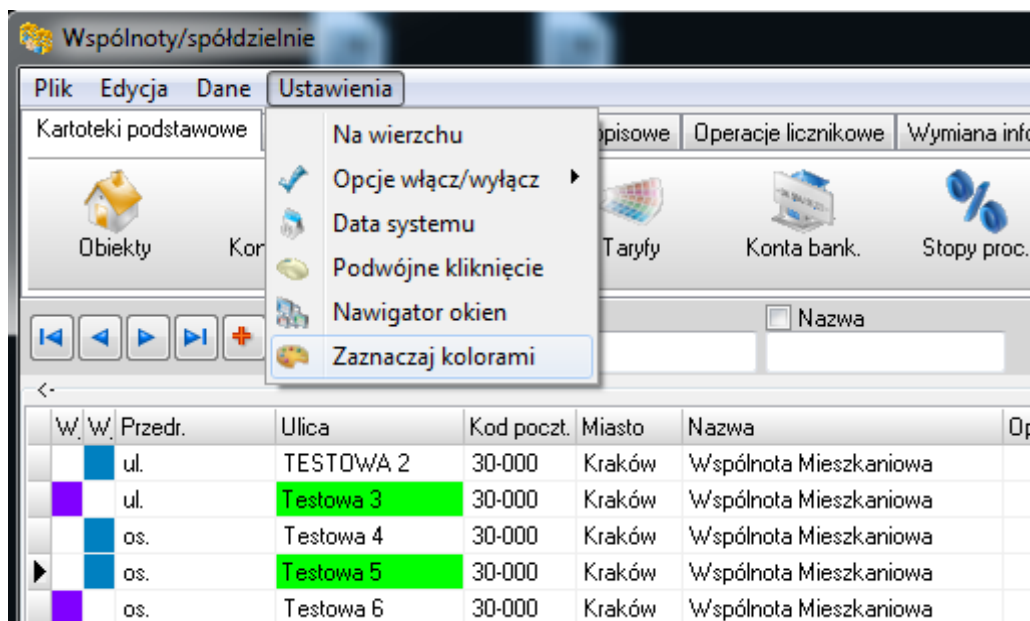 Wspólnoty/spółdzielnie
Plik Edycja Dane Ustawienia
Kartoteki podstawowe Operacje licznikowe
Na wierzchu
Opcje włącz/wyłącz
Data systemu
Podwójne kliknięcie
Nawigator okien
Zaznaczaj kolorami
Obiekty Taryfy Konta bank. Stopy proc.
Nazwa
W. W. Przedr. Ulica Kod poczt. Miasto Nazwa
ul. TESTOWA 2 30-000 Kraków Wspólnota Mieszkaniowa
ul. Testowa 3 30-000 Kraków Wspólnota Mieszkaniowa
os. Testowa 4 30-000 Kraków Wspólnota Mieszkaniowa
os. Testowa 5 30-000 Kraków Wspólnota Mieszkaniowa
os. Testowa 6 30-000 Kraków Wspólnota Mieszkaniowa